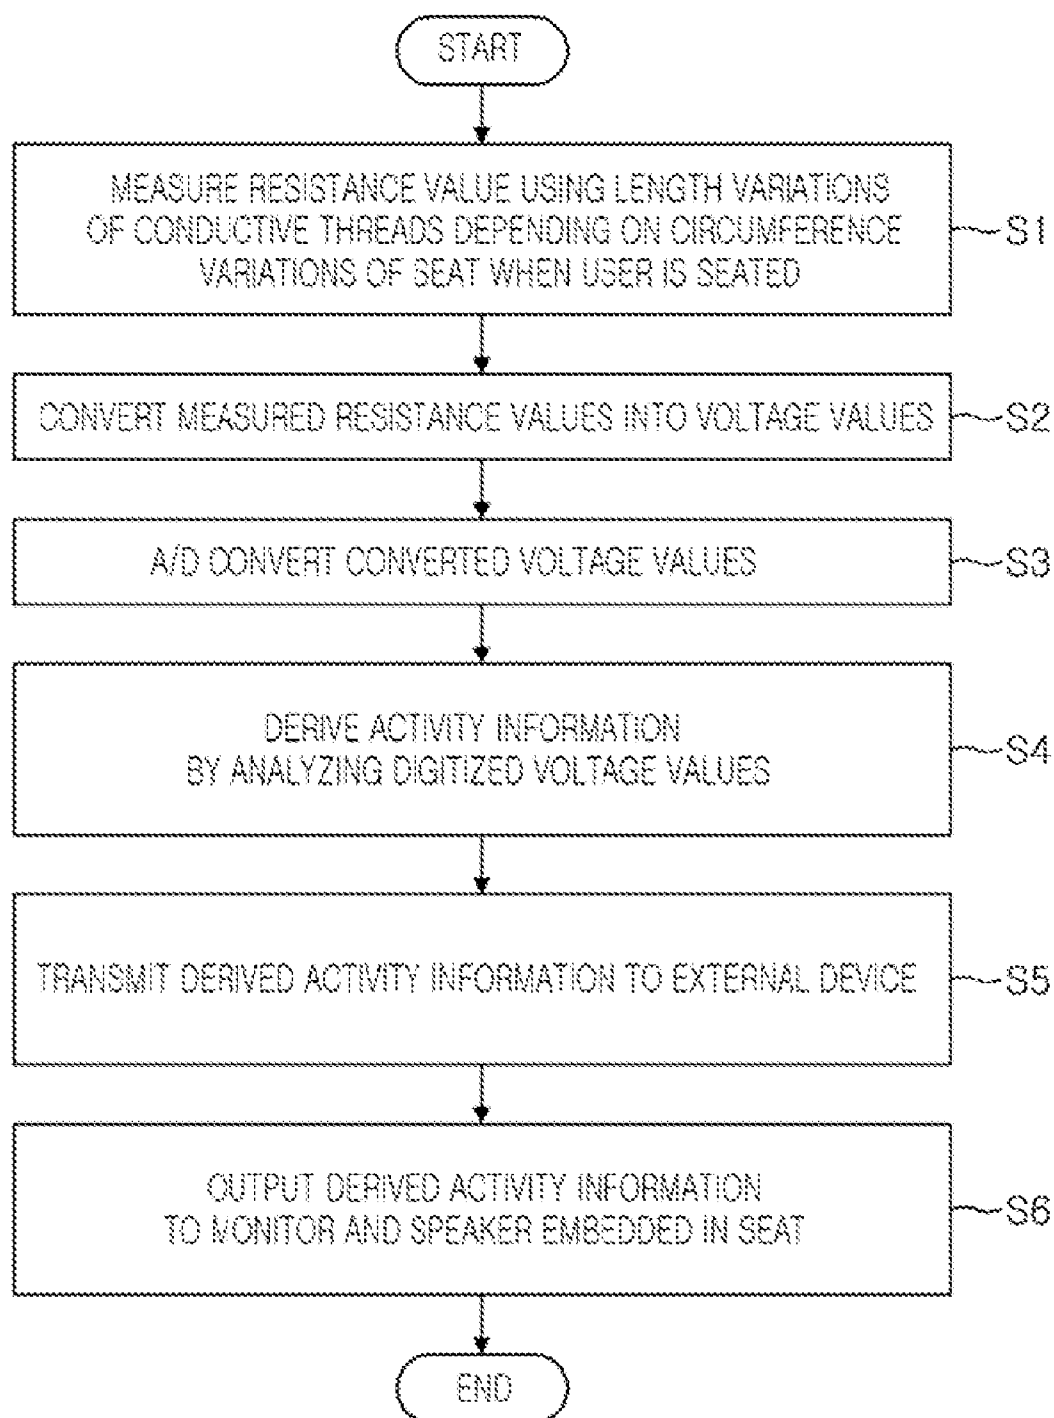 START
MEASURE RESISTANCE VALUE USING LENGTH VARIATIONS
OF CONDUCTIVE THREADS DEPENDING ON CIRCUMFERENCE
VARIATIONS OF SEAT WHEN USER IS SEATED
S1
CONVERT MEASURED RESISTANCE VALUES INTO VOLTAGE VALUES
S2
A/D CONVERT CONVERTED VOLTAGE VALUES
S3
DERIVE ACTIVITY INFORMATION
BY ANALYZING DIGITIZED VOLTAGE VALUES
S4
TRANSMIT DERIVED ACTIVITY INFORMATION TO EXTERNAL DEVICE
S5
OUTPUT DERIVED ACTIVITY INFORMATION
TO MONITOR AND SPEAKER EMBEDDED IN SEAT
S6
END